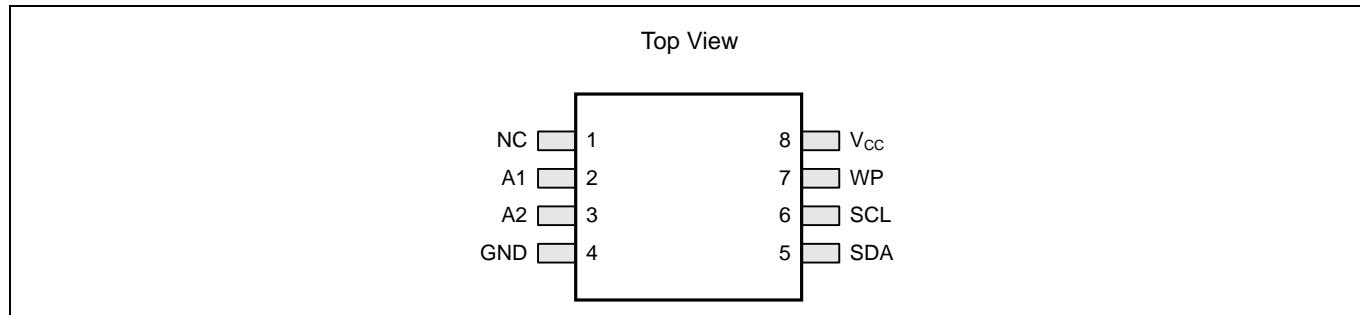 Top View
NC 1 8 VCC
A1 2 7 WP
A2 3 6 SCL
GND 4 5 SDA